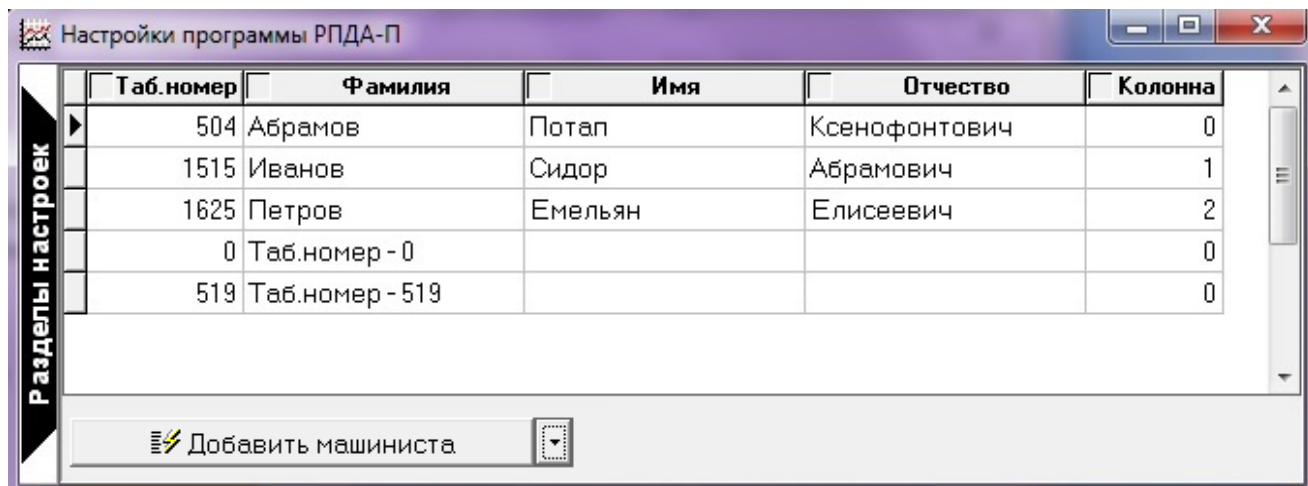 Настройки программы РПДА-П
Таб.номер Фамилия Имя Отчество Колонна
504 Абрамов Потап Ксенофонтович 0
1515 Иванов Сидор Абрамович 1
1625 Петров Емельян Елисеевич 2
0 Таб.номер - 0 0
519 Таб.номер - 519 0
Разделы настроек
Добавить машиниста